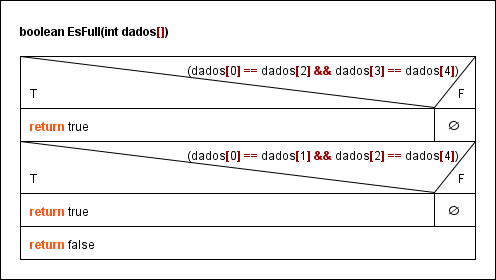 boolean EsFull(int dados[])
(dados[0] == dados[2] && dados[3] == dados[4])
T F
return true ∅
(dados[0] == dados[1] && dados[2] == dados[4])
T F
return true ∅
return false